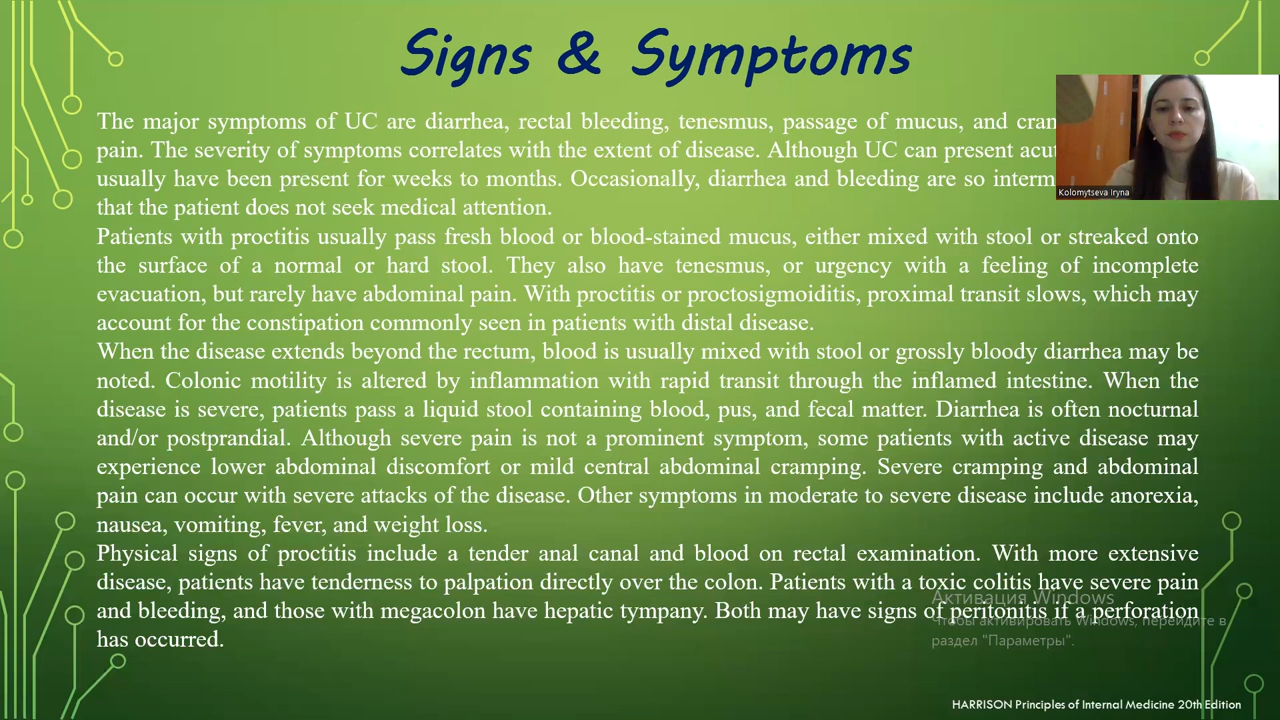 Signs & Symptoms
The major symptoms of UC are diarrhea, rectal bleeding, tenesmus, passage of mucus, and
pain. The severity of symptoms correlates with the extent of disease. Although UC can present
usually have been present for weeks to months. Occasionally, diarrhea and bleeding are so
that the patient does not seek medical attention.
Kolomytseva Iryna
Patients with proctitis usually pass fresh blood or blood-stained mucus, either mixed with stool or streaked onto
the surface of a normal or hard stool. They also have tenesmus, or urgency with a feeling of incomplete
evacuation, but rarely have abdominal pain. With proctitis or proctosigmoiditis, proximal transit slows, which may
account for the constipation commonly seen in patients with distal disease.
When the disease extends beyond the rectum, blood is usually mixed with stool or grossly bloody diarrhea may be
noted. Colonic motility is altered by inflammation with rapid transit through the inflamed intestine. When the
disease is severe, patients pass a liquid stool containing blood, pus, and fecal matter. Diarrhea is often nocturnal
and/or postprandial. Although severe pain is not a prominent symptom, some patients with active disease may
experience lower abdominal discomfort or mild central abdominal cramping. Severe cramping and abdominal
pain can occur with severe attacks of the disease. Other symptoms in moderate to severe disease include anorexia,
nausea, vomiting, fever, and weight loss.
Physical signs of proctitis include a tender anal canal and blood on rectal examination. With more extensive
disease, patients have tenderness to palpation directly over the colon. Patients with a toxic colitis have severe pain
and bleeding, and those with megacolon have hepatic tympany. Both may have signs of peritonitis if a perforation
has occurred.
Активация Windows
Чтобы активировать Windows, перейдите в
раздел "Параметры".
HARRISON Principles of Internal Medicine 20th Edition